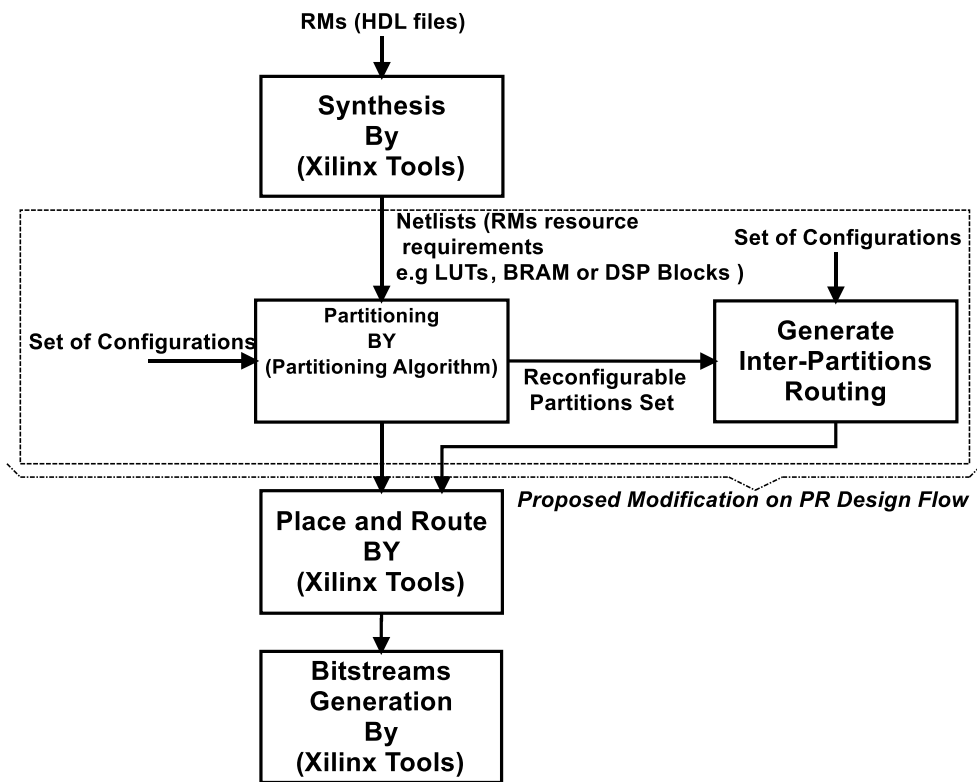 RMs (HDL files)
Synthesis
By
(Xilinx Tools)
Netlists (RMs resource
requirements
e.g LUTs, BRAM or DSP Blocks )
Set of Configurations
Set of Configurations
Partitioning
BY
(Partitioning Algorithm)
Reconfigurable
Partitions Set
Generate
Inter-Partitions
Routing
Proposed Modification on PR Design Flow
Place and Route
BY
(Xilinx Tools)
Bitstreams
Generation
By
(Xilinx Tools)